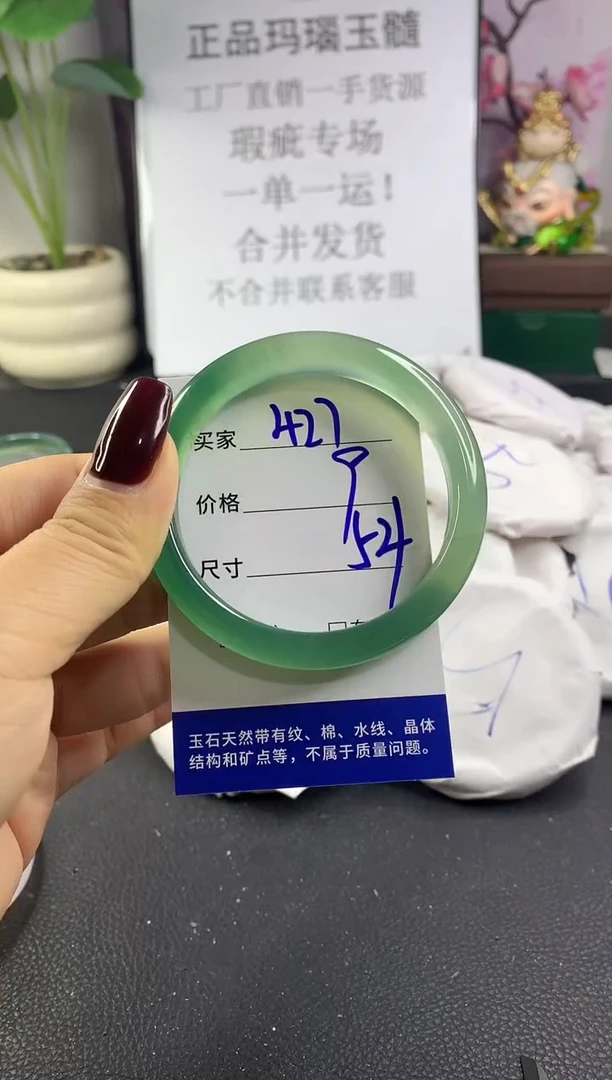 正品玛瑙玉髓
工厂直销一手货源
瑕疵专场
一单一运!
合并发货
不合并联系客服
买家 427
价格 9
尺寸 54
玉石天然带有纹、棉、水线、晶体
结构和矿点等，不属于质量问题。